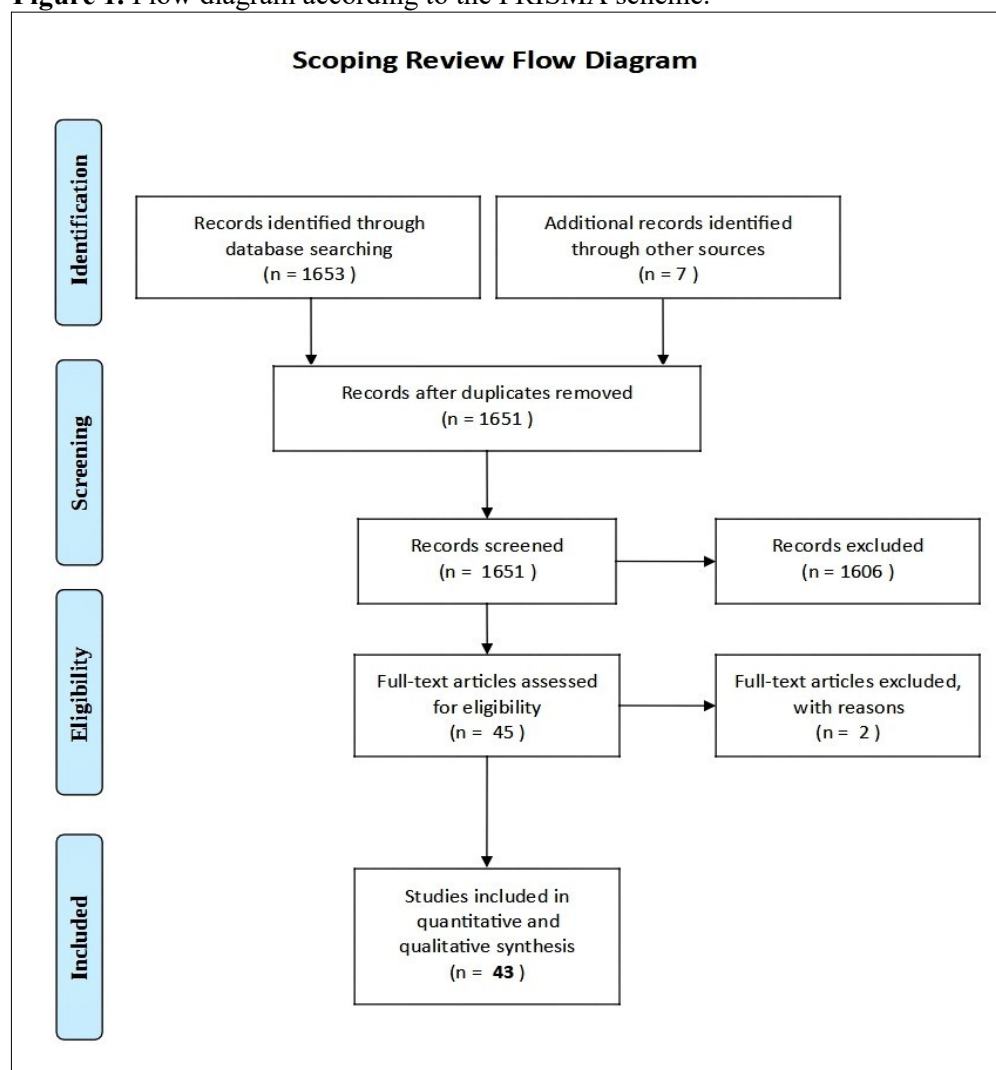 Figure 1. Flow diagram according to the PRISMA scheme.
Scoping Review Flow Diagram
Identification
Records identified through
database searching
(n = 1653 )
Additional records identified
through other sources
(n = 7 )
Screening
Records after duplicates removed
(n = 1651 )
Records screened
(n = 1651 )
Records excluded
(n = 1606 )
Eligibility
Full-text articles assessed
for eligibility
(n = 45 )
Full-text articles excluded,
with reasons
(n = 2 )
Included
Studies included in
quantitative and
qualitative synthesis
(n = 43 )